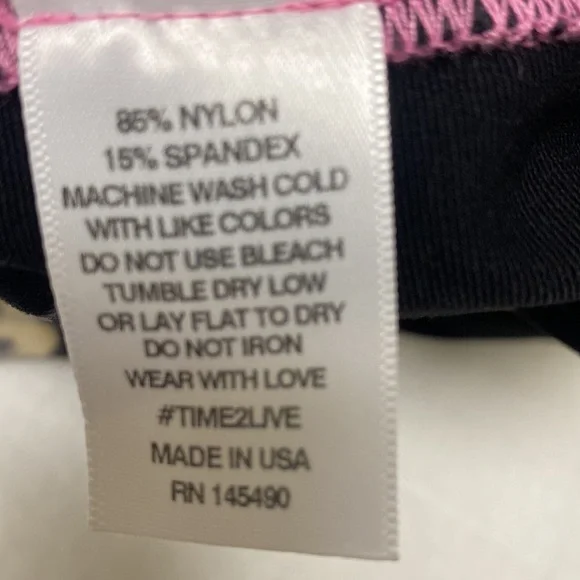 85% NYLON
15% SPANDEX
MACHINE WASH COLD
WITH LIKE COLORS
DO NOT USE BLEACH
TUMBLE DRY LOW
OR LAY FLAT TO DRY
DO NOT IRON
WEAR WITH LOVE
#TIME2LIVE
MADE IN USA
RN 145490